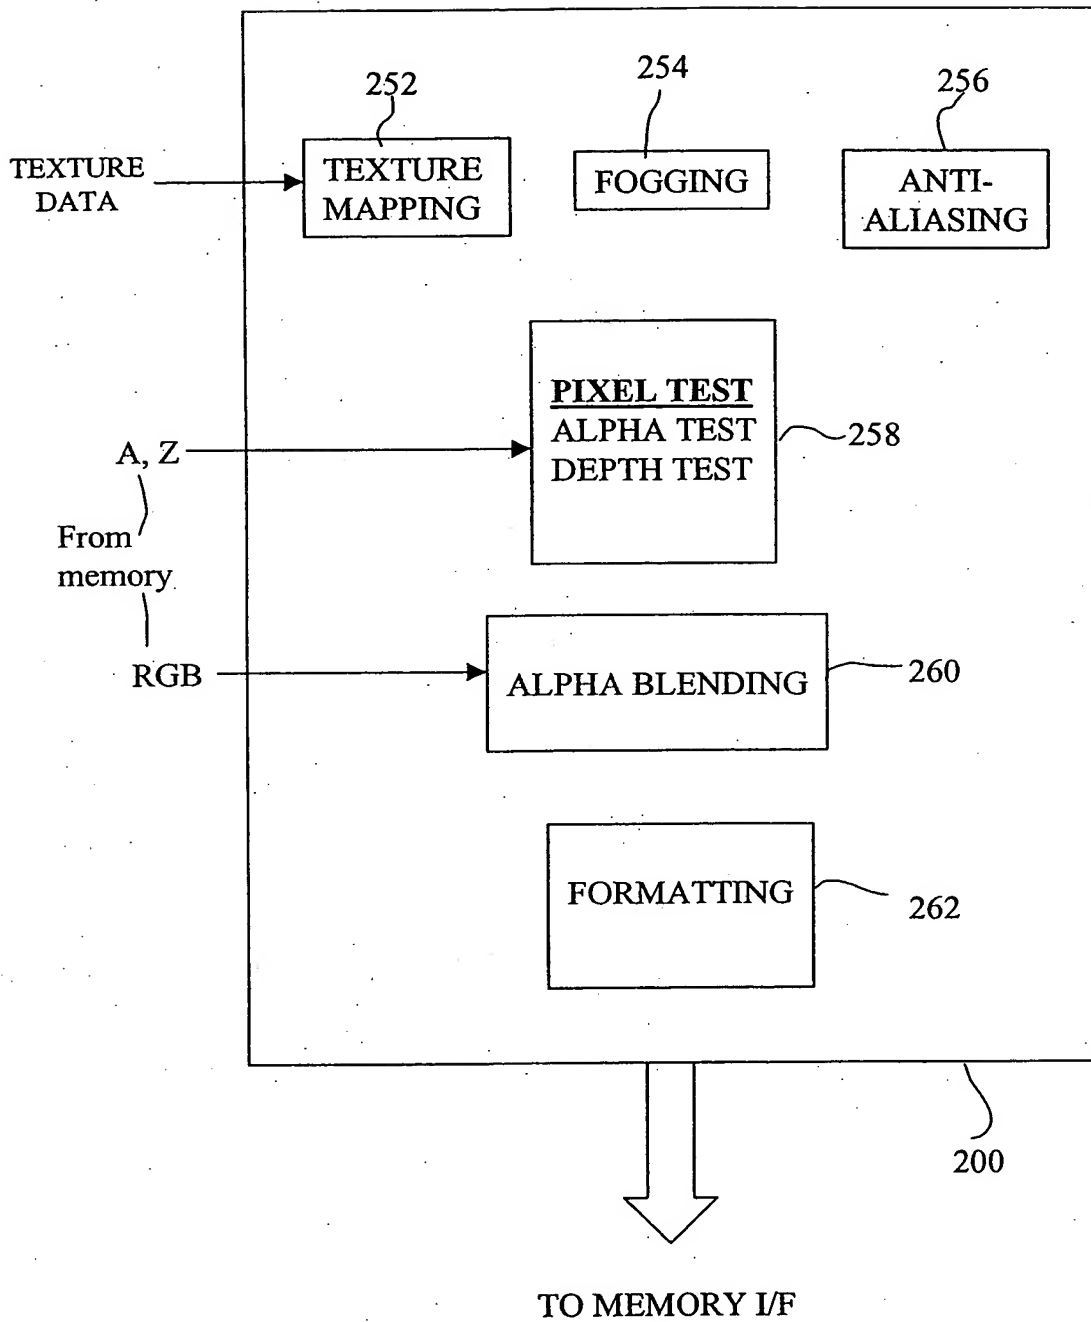 252
254
256
TEXTURE
DATA
TEXTURE
MAPPING
FOGGING
ANTI-
ALIASING
PIXEL TEST
ALPHA TEST
DEPTH TEST
258
A, Z
From
memory
RGB
ALPHA BLENDING
260
FORMATTING
262
200
TO MEMORY I/F